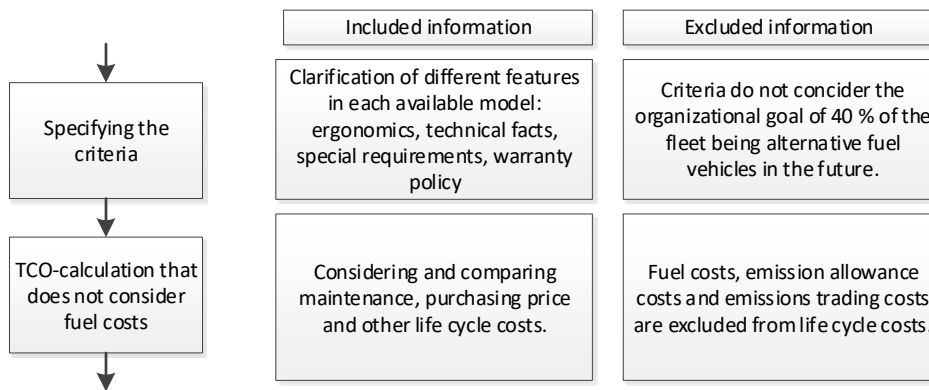 Included information
Excluded information
Specifying the
criteria
Clarification of different features
in each available model:
ergonomics, technical facts,
special requirements, warranty
policy
Criteria do not concider the
organizational goal of 40 % of the
fleet being alternative fuel
vehicles in the future.
TCO-calculation that
does not consider
fuel costs
Considering and comparing
maintenance, purchasing price
and other life cycle costs.
Fuel costs, emission allowance
costs and emissions trading costs
are excluded from life cycle costs.